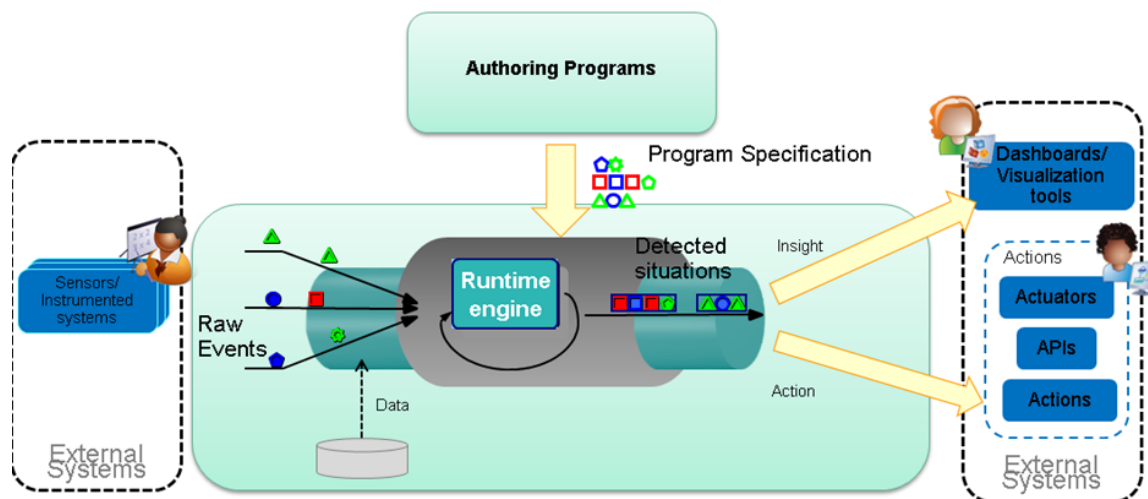 Authoring Programs
Program Specification
Sensors/
Instrumented
systems
External
Systems
Raw
Events
Data
Runtime
engine
Detected
situations
Insight
Action
Dashboards/
Visualization
tools
Actions
Actuators
APIs
Actions
External
Systems